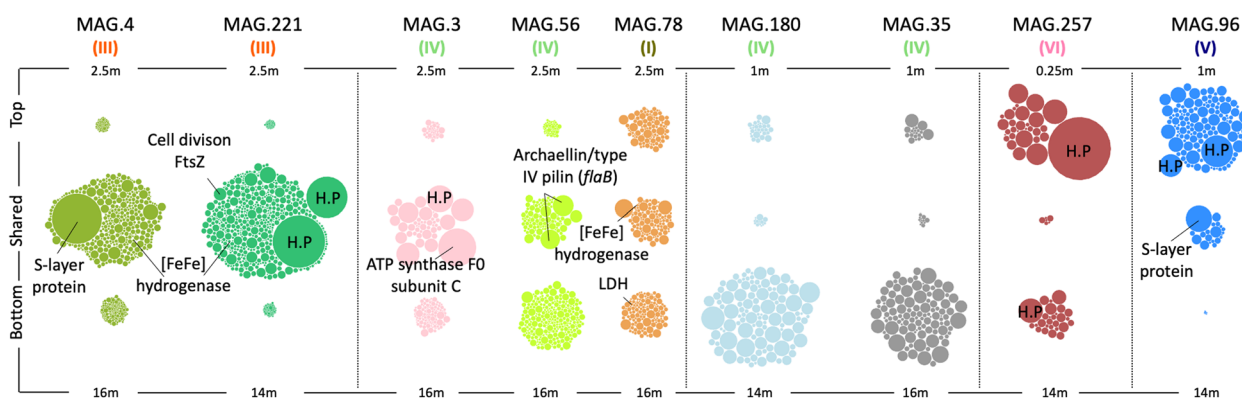 MAG.4 MAG.221 MAG.3 MAG.56 MAG.78 MAG.180 MAG.35 MAG.257 MAG.96
(III) (III) (IV) (IV) (I) (IV) (IV) (VI) (V)
2.5m 2.5m 2.5m 2.5m 2.5m 1m 1m 0.25m 1m
Top
Shared
Bottom
Cell divison
FtsZ
S-layer
protein
[FeFe]
hydrogenase
H.P
H.P
H.P
ATP synthase F0
subunit C
Archaellin/type
IV pilin (flaB)
[FeFe]
hydrogenase
LDH
H.P
H.P
H.P
H.P
S-layer
protein
16m 14m 16m 16m 16m 14m 16m 14m 14m